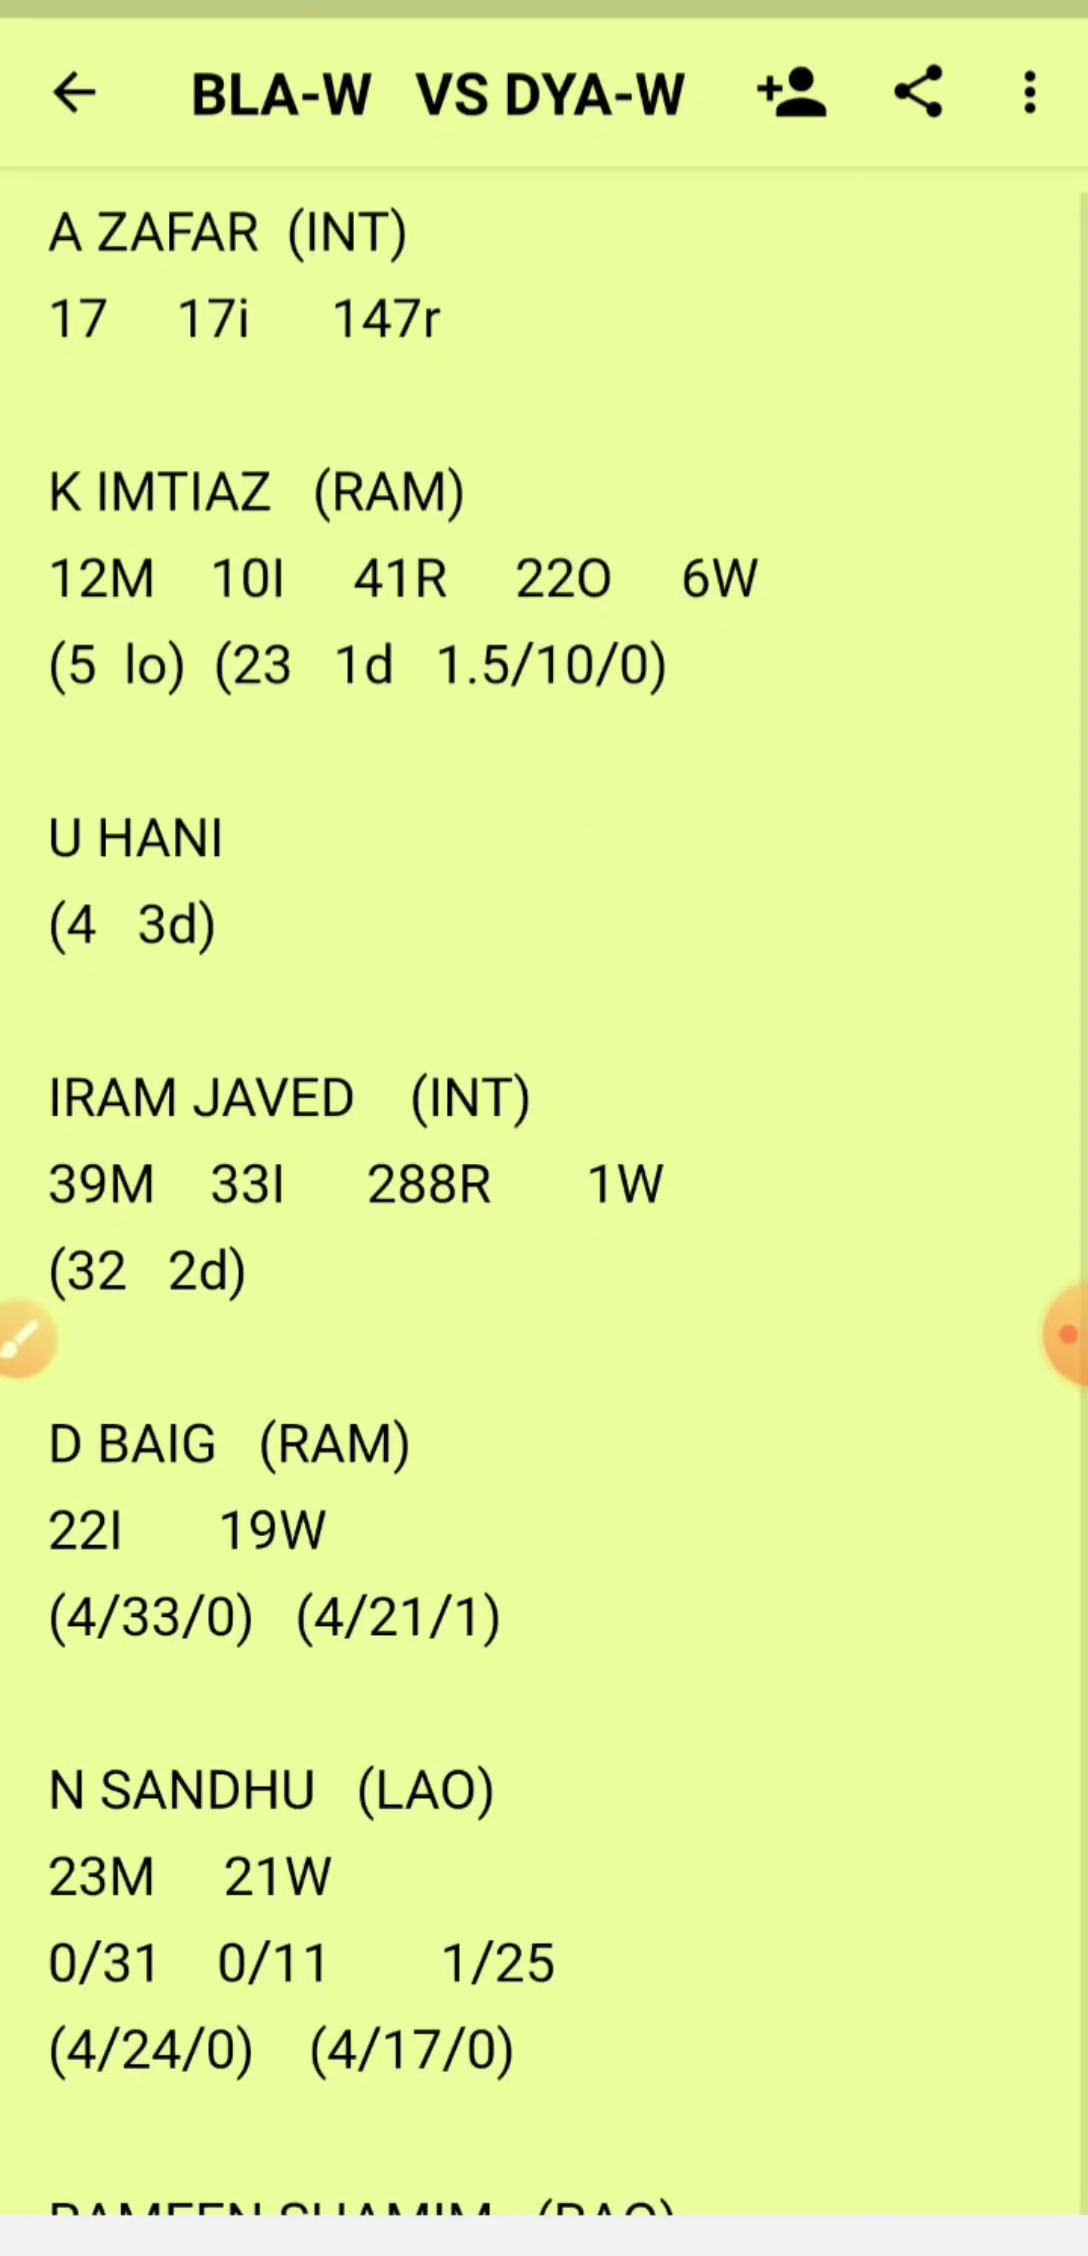 BLA-W VS DYA-W
A ZAFAR (INT)
17 17i 147r
K IMTIAZ (RAM)
12M 10I 41R 22O 6W
(5 lo) (23 1d 1.5/10/0)
U HANI
(4 3d)
IRAM JAVED (INT)
39M 33I 288R 1W
(32 2d)
D BAIG (RAM)
22I 19W
(4/33/0) (4/21/1)
N SANDHU (LAO)
23M 21W
0/31 0/11 1/25
(4/24/0) (4/17/0)